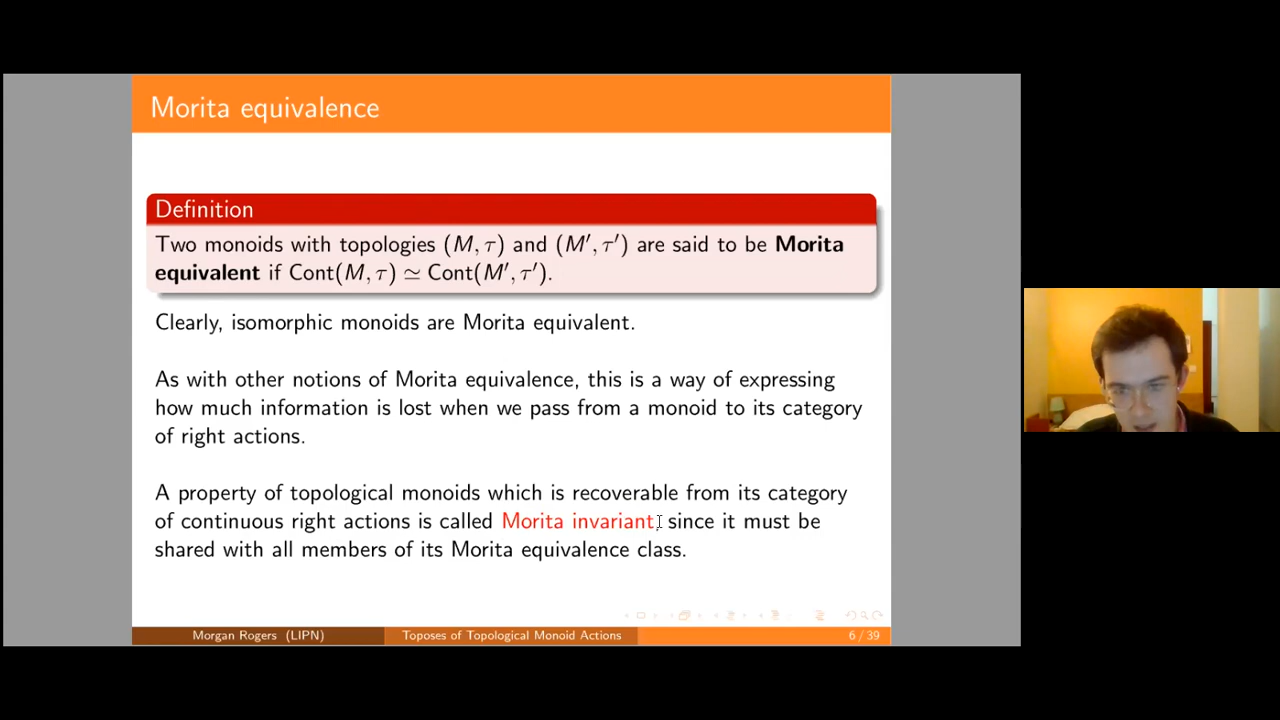 Morita equivalence
Definition
Two monoids with topologies (M, τ) and (M′, τ′) are said to be Morita
equivalent if Cont(M, τ) ≃ Cont(M′, τ′).
Clearly, isomorphic monoids are Morita equivalent.
As with other notions of Morita equivalence, this is a way of expressing
how much information is lost when we pass from a monoid to its category
of right actions.
A property of topological monoids which is recoverable from its category
of continuous right actions is called Morita invariant, since it must be
shared with all members of its Morita equivalence class.
Morgan Rogers (LIPN) Toposes of Topological Monoid Actions 6 / 39